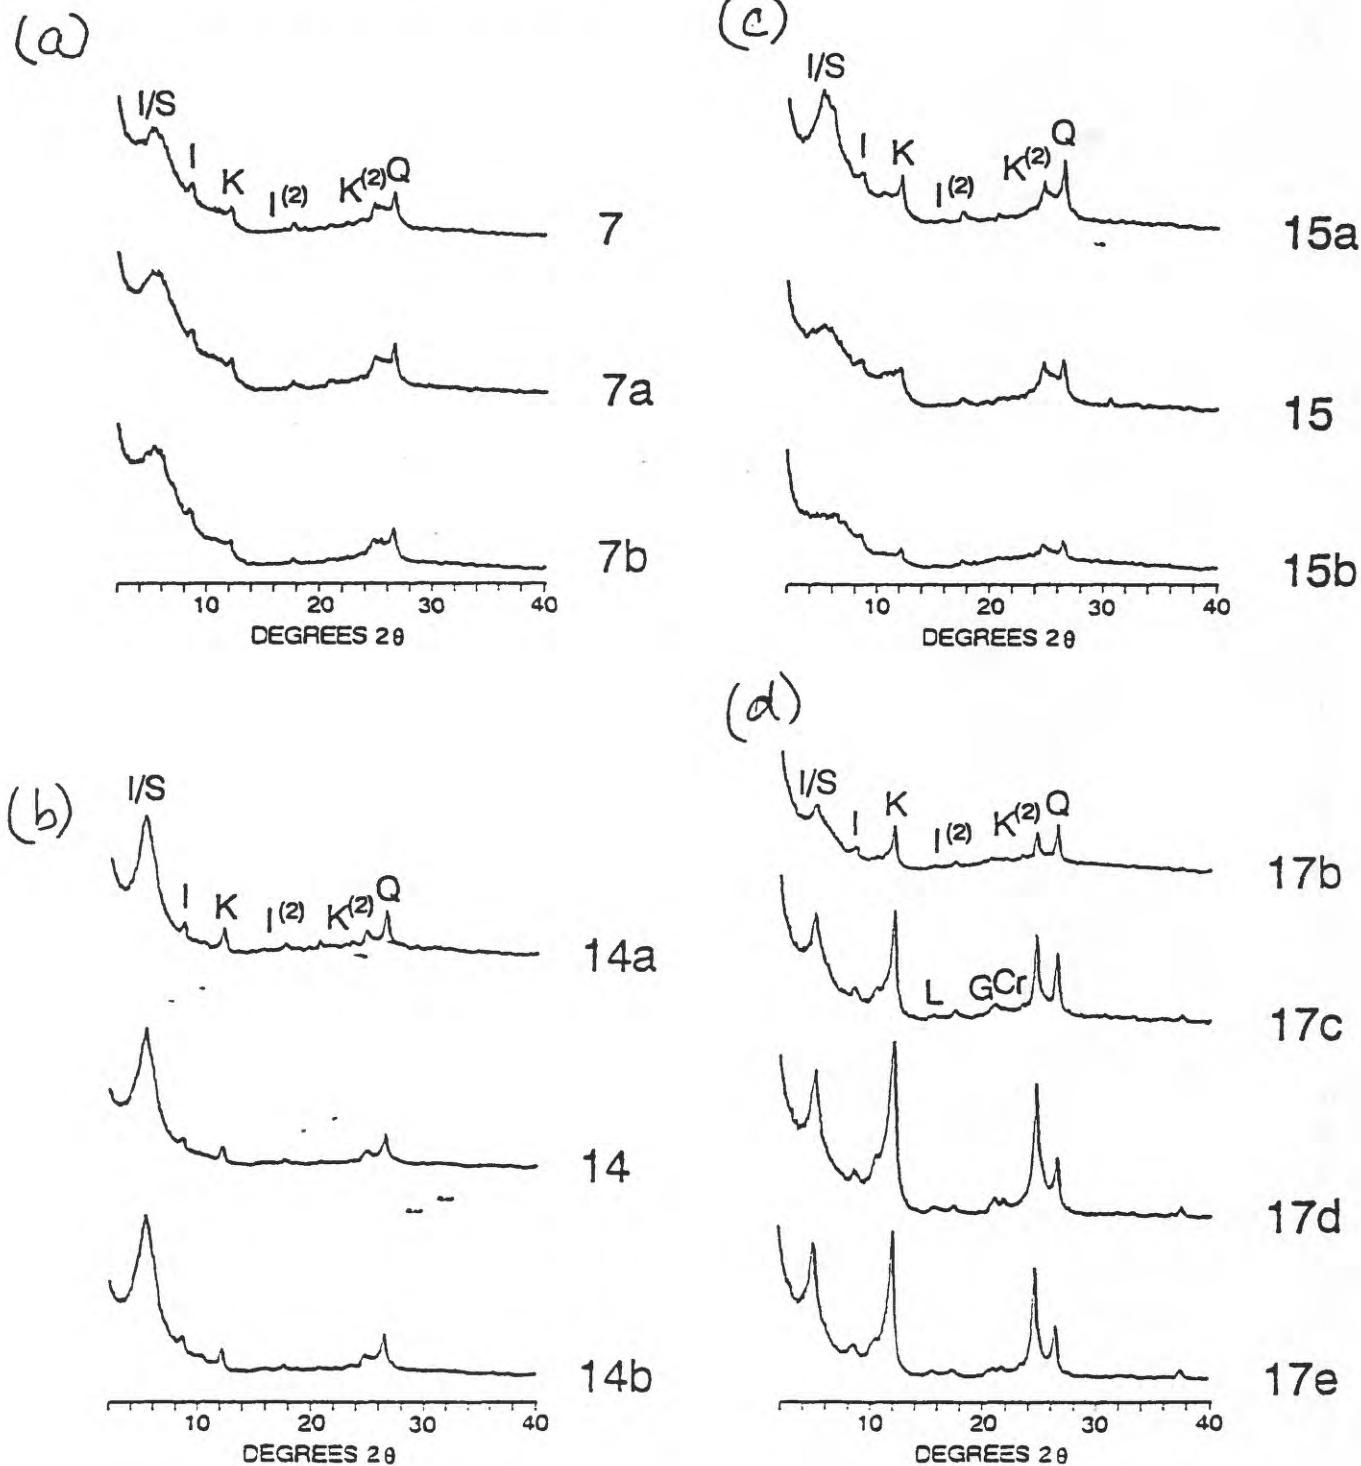 (a)
I/S I K I(2) K(2) Q
7
7a
7b
10 20 30 40
DEGREES 2θ
(c)
I/S I K I(2) K(2) Q
15a
15
15b
10 20 30 40
DEGREES 2θ
(b)
I/S I K I(2) K(2) Q
14a
14
14b
10 20 30 40
DEGREES 2θ
(d)
I/S I K I(2) K(2) Q
17b
L G Cr
17c
17d
17e
10 20 30 40
DEGREES 2θ